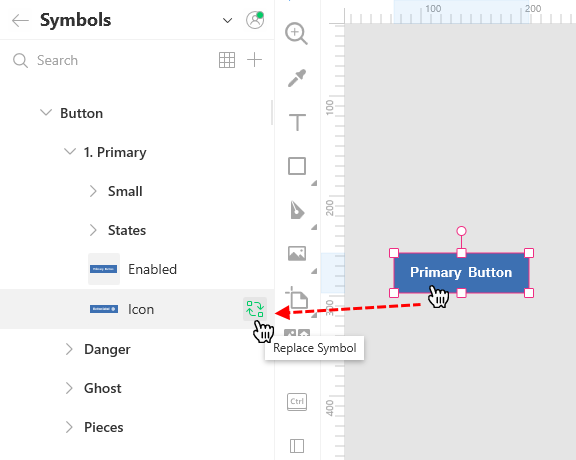 Symbols
Search
Button
1. Primary
Small
States
Enabled
Icon
Danger
Ghost
Pieces
Replace Symbol
Ctrl
100
200
100
200
300
400
Primary Button